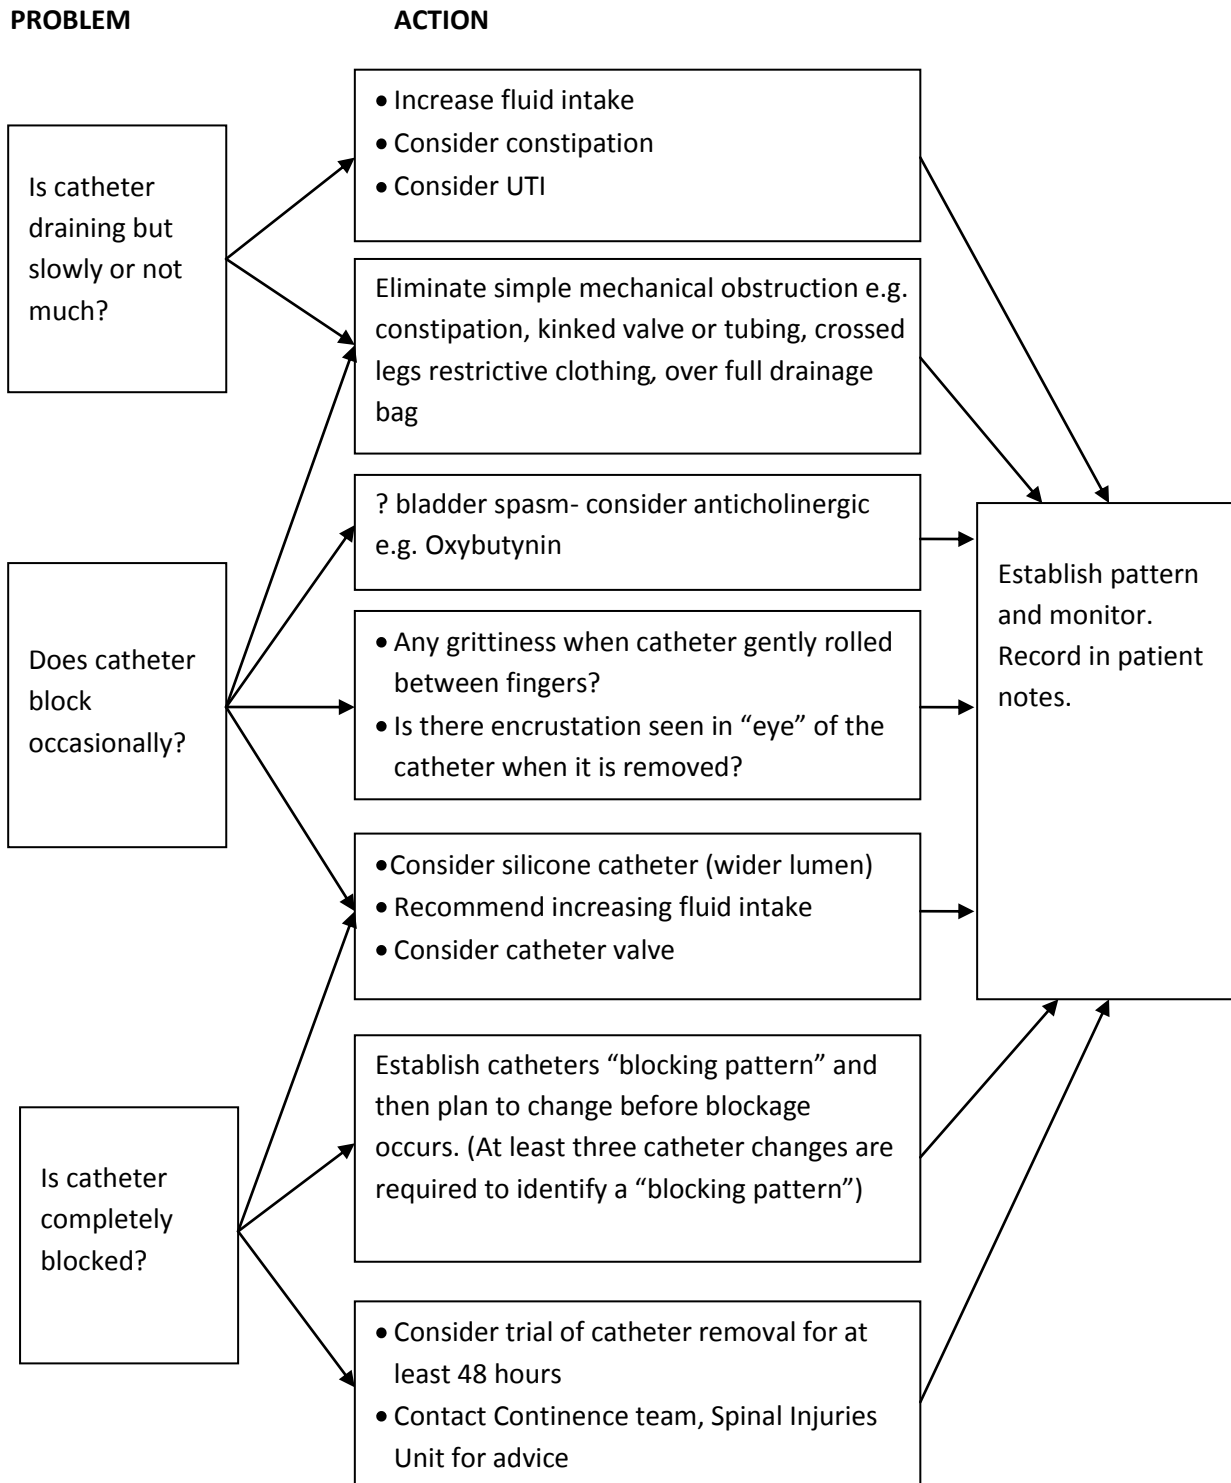 PROBLEM
ACTION
Is catheter
draining but
slowly or not
much?
• Increase fluid intake
• Consider constipation
• Consider UTI
Eliminate simple mechanical obstruction e.g.
constipation, kinked valve or tubing, crossed
legs restrictive clothing, over full drainage
bag
Does catheter
block
occasionally?
? bladder spasm- consider anticholinergic
e.g. Oxybutynin
• Any grittiness when catheter gently rolled
between fingers?
• Is there encrustation seen in “eye” of the
catheter when it is removed?
• Consider silicone catheter (wider lumen)
• Recommend increasing fluid intake
• Consider catheter valve
Is catheter
completely
blocked?
Establish catheters “blocking pattern” and
then plan to change before blockage
occurs. (At least three catheter changes are
required to identify a “blocking pattern”)
• Consider trial of catheter removal for at
least 48 hours
• Contact Continence team, Spinal Injuries
Unit for advice
Establish pattern
and monitor.
Record in patient
notes.